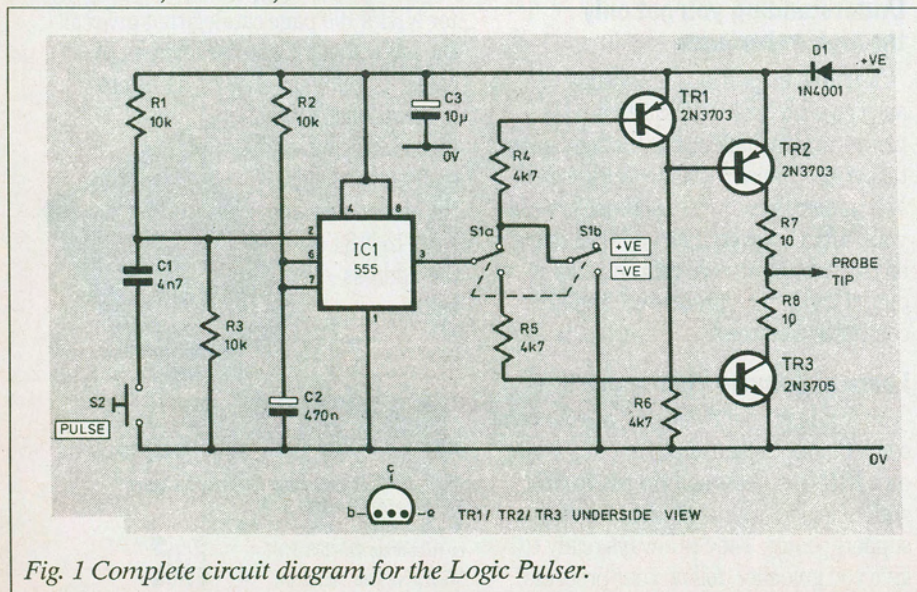 D1
+VE
1N4001
R1
10k
R2
10k
C3
10µ
0V
TR1
2N3703
TR2
2N3703
R4
4k7
4
8
2
6
7
3
1
IC1
555
S1a
S1b
+VE
-VE
R7
10
PROBE
TIP
R8
10
C1
4n7
R3
10k
R5
4k7
TR3
2N3705
S2
PULSE
C2
470n
R6
4k7
0V
c
b
e
TR1/ TR2/ TR3 UNDERSIDE VIEW
Fig. 1 Complete circuit diagram for the Logic Pulser.